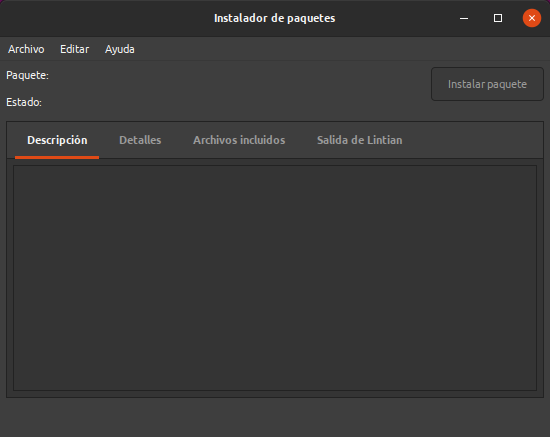 Instalador de paquetes
Archivo Editar Ayuda
Paquete:
Instalar paquete
Estado:
Descripción Detalles Archivos incluidos Salida de Lintian